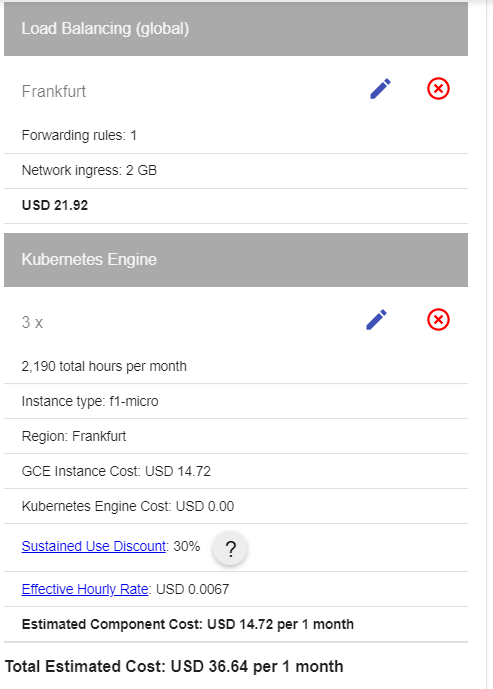 Load Balancing (global)
Frankfurt
Forwarding rules: 1
Network ingress: 2 GB
USD 21.92
Kubernetes Engine
3 x
2,190 total hours per month
Instance type: f1-micro
Region: Frankfurt
GCE Instance Cost: USD 14.72
Kubernetes Engine Cost: USD 0.00
Sustained Use Discount: 30% ?
Effective Hourly Rate: USD 0.0067
Estimated Component Cost: USD 14.72 per 1 month
Total Estimated Cost: USD 36.64 per 1 month